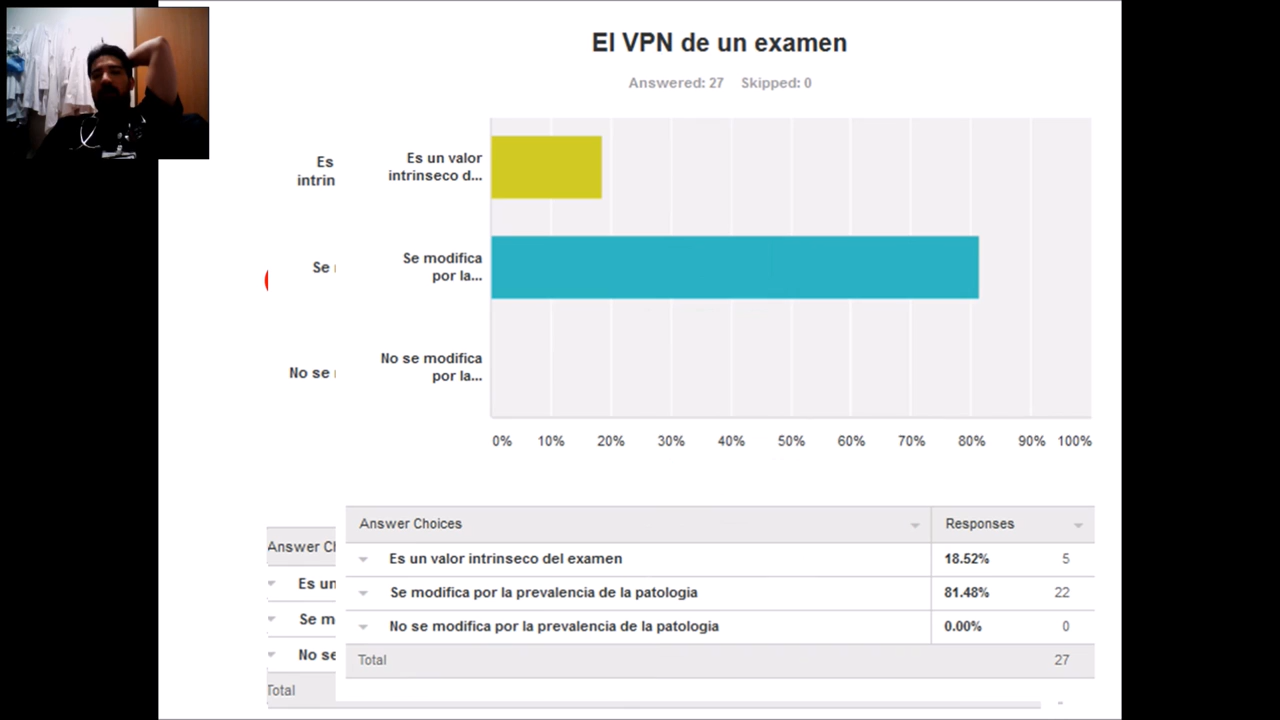 El VPN de un examen
Answered: 27 Skipped: 0
Es
intrin
Es un valor
intrinseco d...
Se
Se modifica
por la...
No se
No se modifica
por la...
0% 10% 20% 30% 40% 50% 60% 70% 80% 90% 100%
Answer Choices Responses
Es un valor intrinseco del examen 18.52% 5
Se modifica por la prevalencia de la patologia 81.48% 22
No se modifica por la prevalencia de la patologia 0.00% 0
Total 27
Answer Cl
Es un
Se m
No se
Total